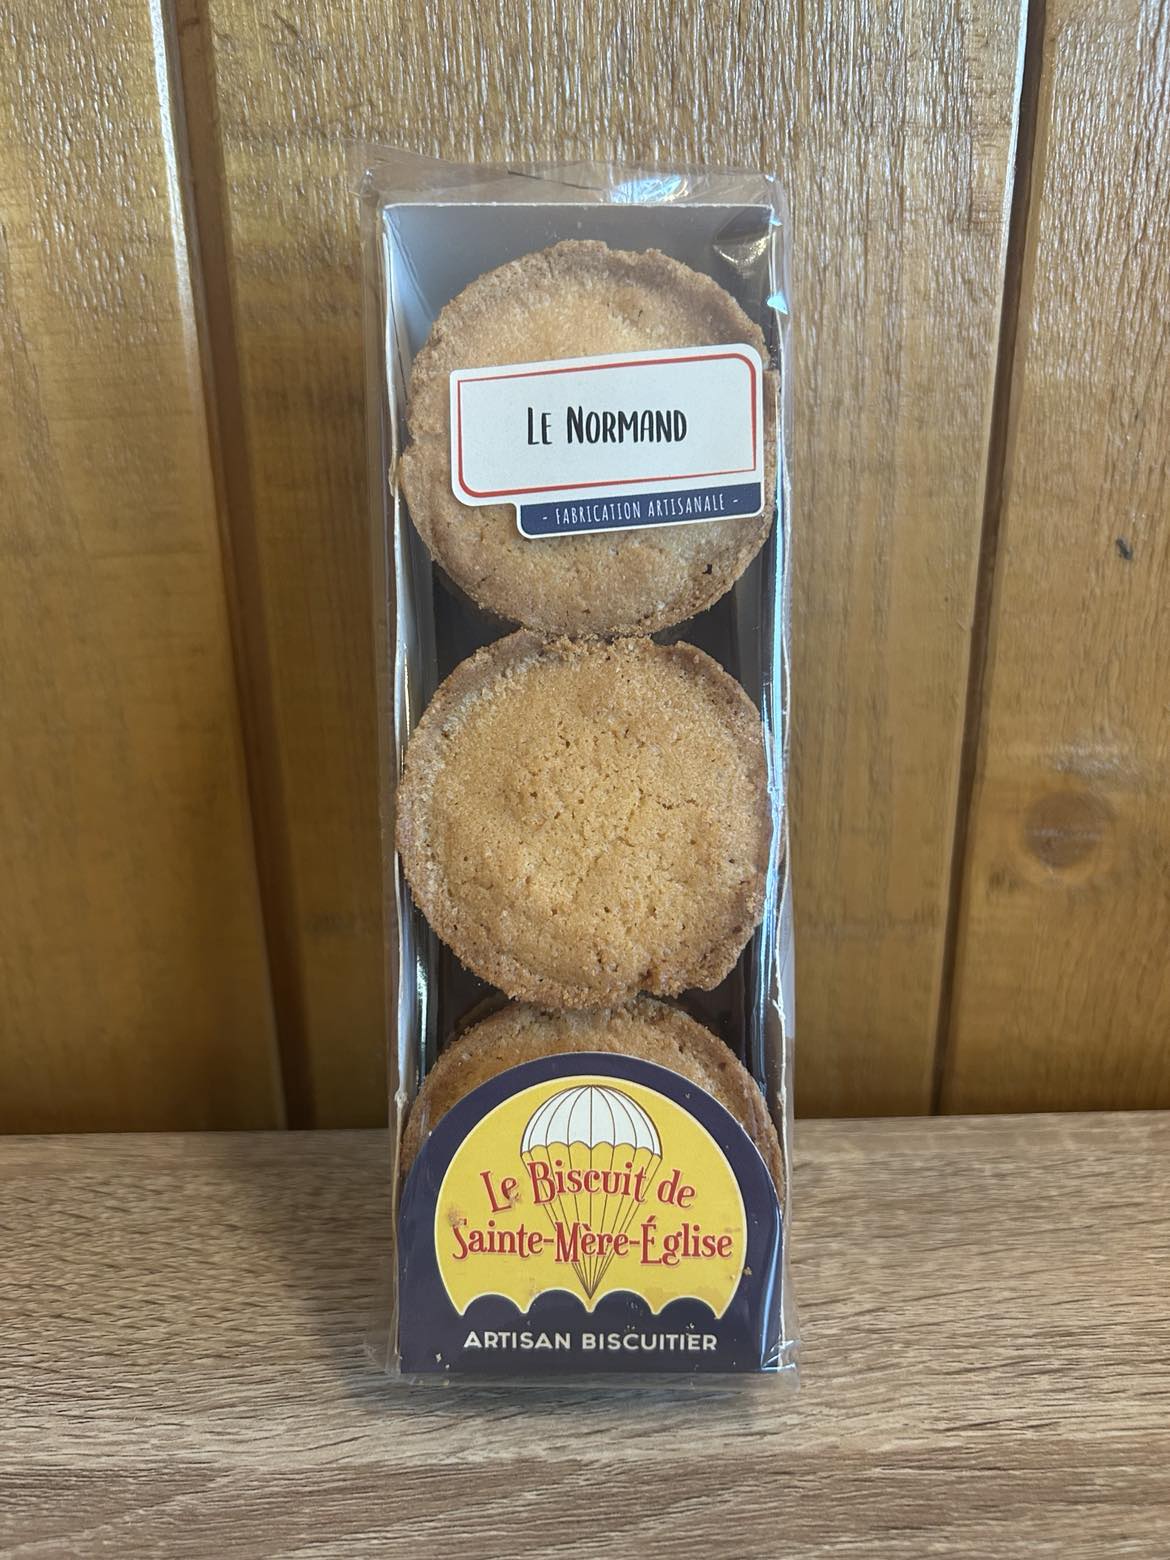 Le Normand
- FABRICATION ARTISANALE -
Le Biscuit de
Sainte-Mère-Église
ARTISAN BISCUITIER